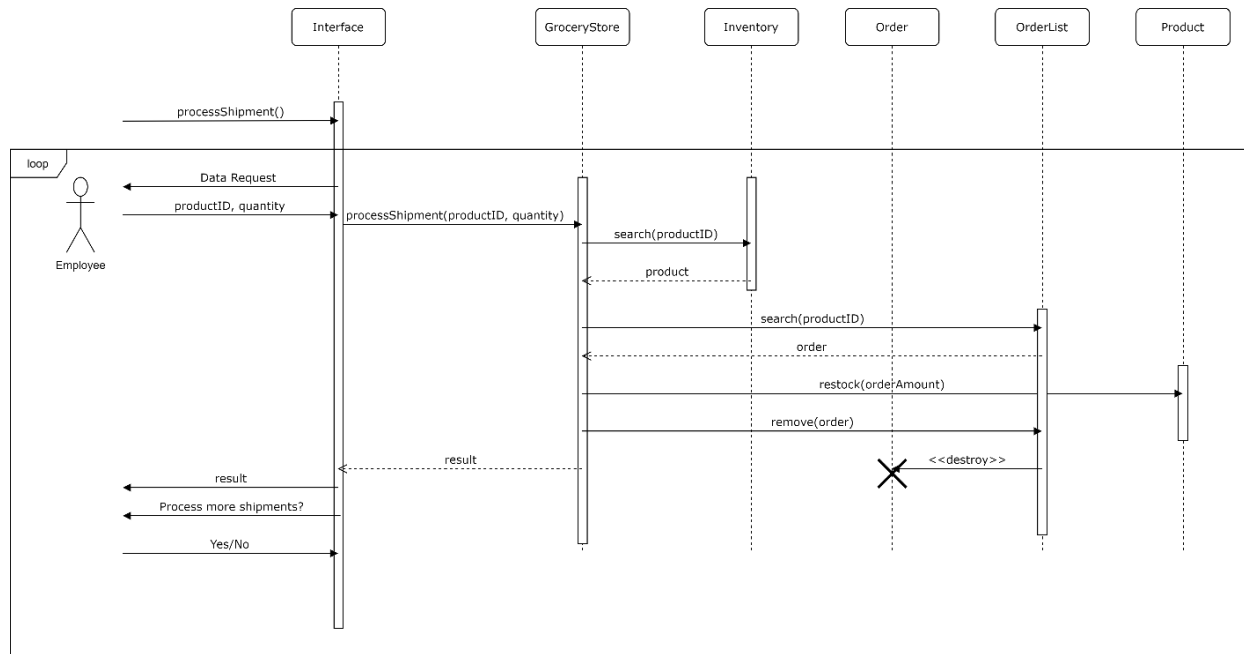 Interface
GroceryStore
Inventory
Order
OrderList
Product
processShipment()
loop
Data Request
productID, quantity
processShipment(productID, quantity)
search(productID)
Employee
product
search(productID)
order
restock(orderAmount)
remove(order)
result
<<destroy>>
result
Process more shipments?
Yes/No